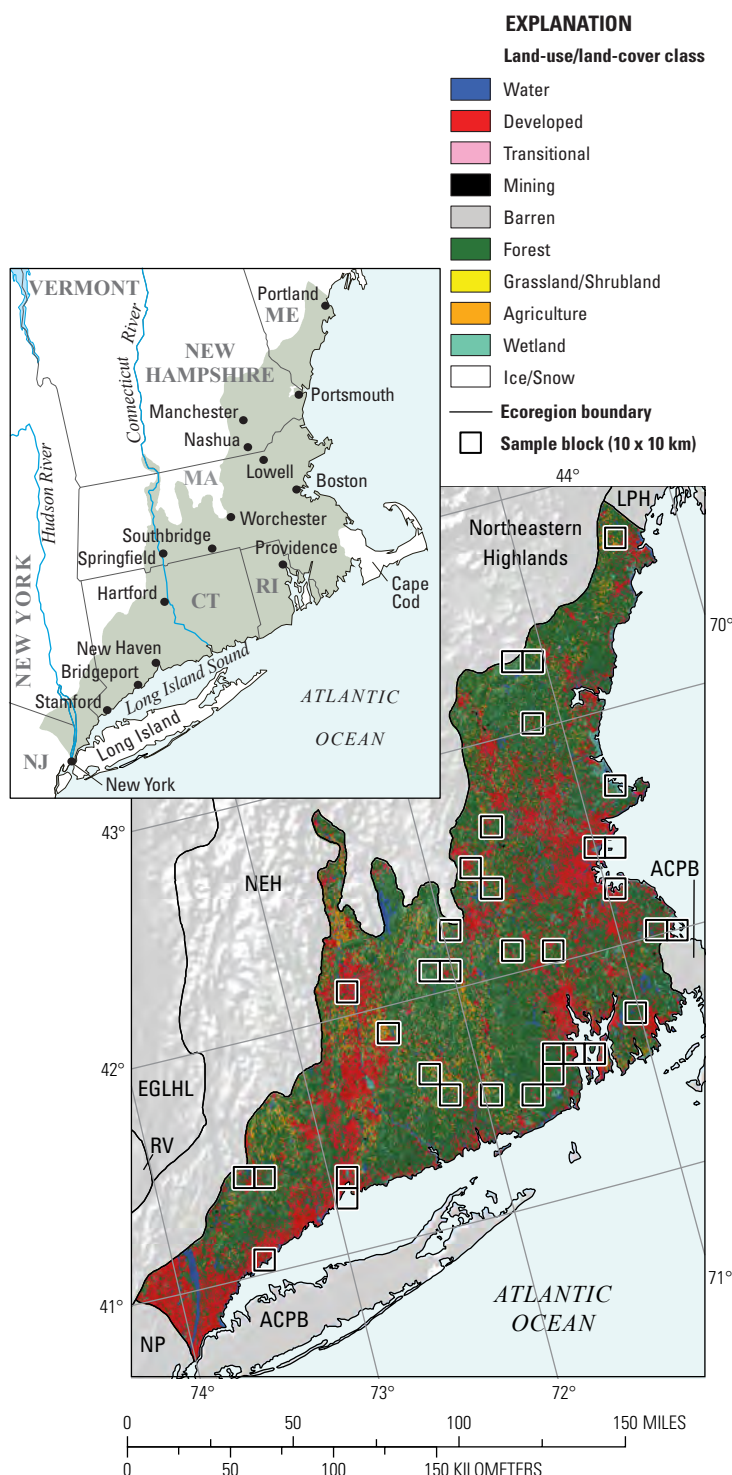 EXPLANATION
Land-use/land-cover class
Water
Developed
Transitional
Mining
Barren
Forest
Grassland/Shrubland
Agriculture
Wetland
Ice/Snow
Ecoregion boundary
Sample block (10 x 10 km)
VERMONT
Portland
ME
Connecticut River
NEW
HAMPSHIRE
Portsmouth
Manchester
Nashua
Hudson River
Lowell
MA
Boston
Worchester
Southbridge
Springfield
Providence
Hartford
CT
RI
Cape
Cod
NEW YORK
New Haven
Bridgeport
Long Island Sound
Stamford
ATLANTIC
OCEAN
Long Island
NJ
New York
44°
LPH
Northeastern
Highlands
70°
43°
NEH
ACPB
42°
EGLHL
RV
71°
41°
ATLANTIC
OCEAN
ACPB
NP
74°
73°
72°
0
50
100
150 MILES
0
50
100
150 KILOMETERS